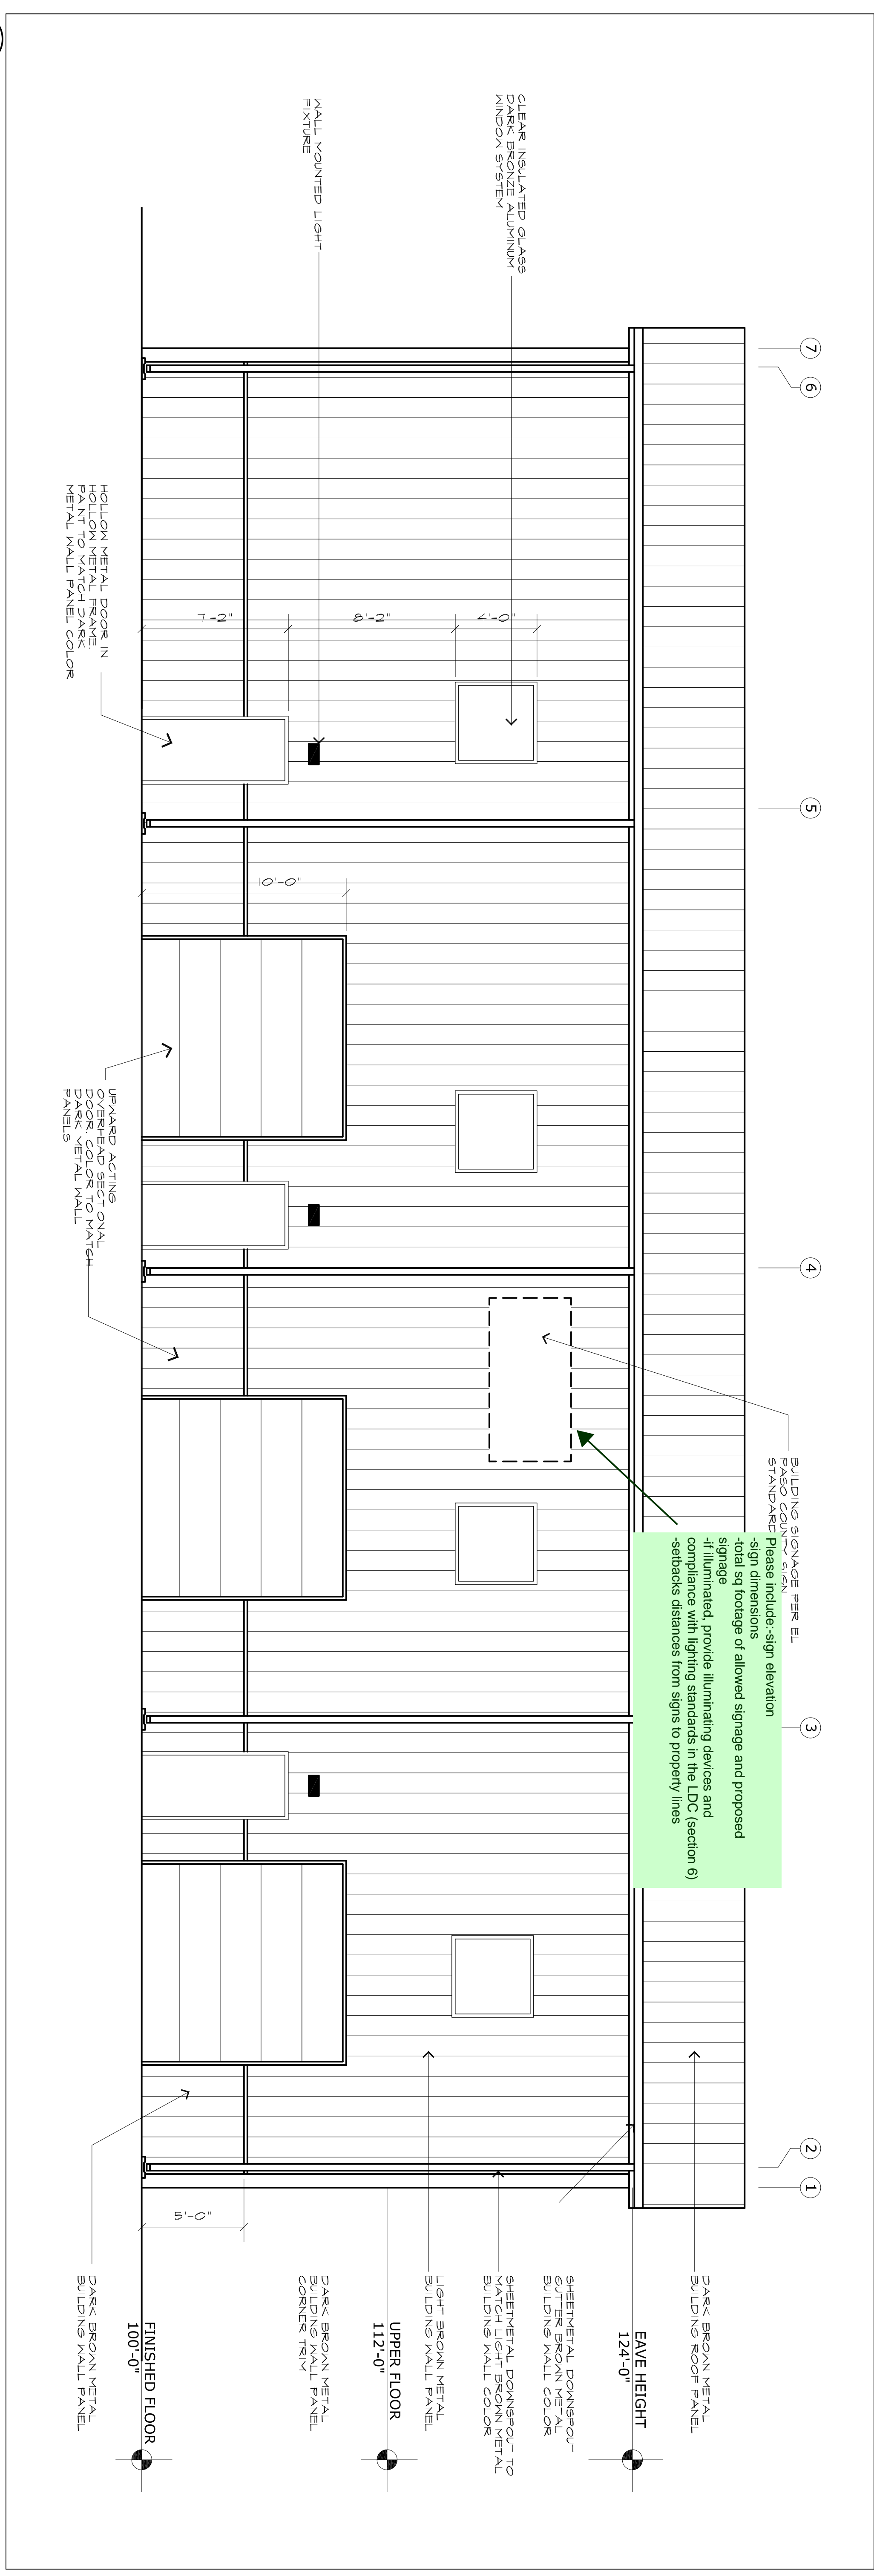 7
6
5
4
3
2
1
BUILDING SIGNAGE PER EL
PASO COUNTY SIGN
STANDARD
Please include:-sign elevation
-sign dimensions
-total sq footage of allowed signage and proposed
signage
-if illuminated, provide illuminating devices and
compliance with lighting standards in the LDC (section 6)
-setbacks distances from signs to property lines
CLEAR INSULATED GLASS
DARK BRONZE ALUMINUM
WINDOW SYSTEM
WALL MOUNTED LIGHT
FIXTURE
4'-0"
8'-2"
7'-2"
10'-0"
5'-0"
HOLLOW METAL DOOR IN
HOLLOW METAL FRAME.
PAINT TO MATCH DARK
METAL WALL PANEL COLOR
UPWARD ACTING
OVERHEAD SECTIONAL
DOOR. COLOR TO MATCH
DARK METAL WALL
PANELS
DARK BROWN METAL
BUILDING ROOF PANEL
EAVE HEIGHT
124'-0"
SHEETMETAL DOWNSPOUT
GUTTER BROWN METAL
BUILDING WALL COLOR
SHEETMETAL DOWNSPOUT TO
MATCH LIGHT BROWN METAL
BUILDING WALL COLOR
LIGHT BROWN METAL
BUILDING WALL PANEL
UPPER FLOOR
112'-0"
DARK BROWN METAL
BUILDING WALL PANEL
CORNER TRIM
FINISHED FLOOR
100'-0"
DARK BROWN METAL
BUILDING WALL PANEL